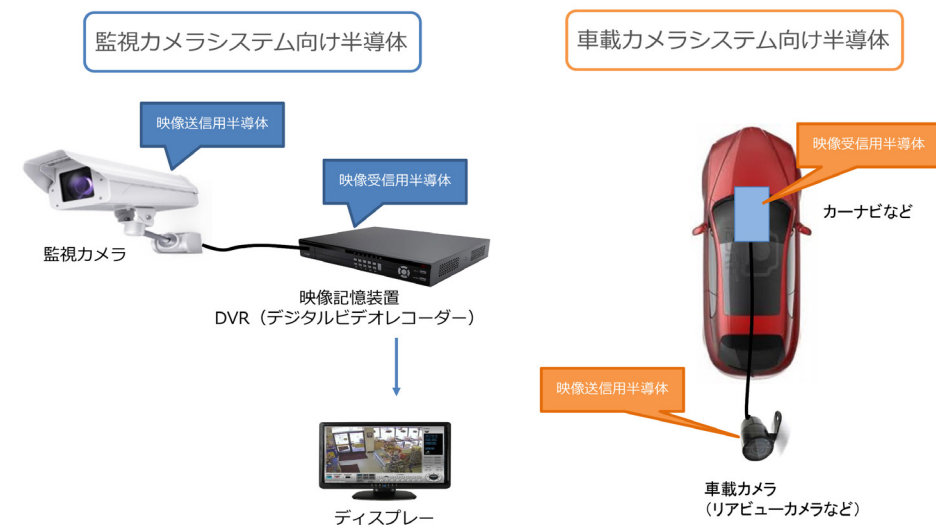 監視カメラシステム向け半導体
映像送信用半導体
映像受信用半導体
監視カメラ
映像記憶装置
DVR（デジタルビデオレコーダー）
ディスプレー
車載カメラシステム向け半導体
映像受信用半導体
カーナビなど
映像送信用半導体
車載カメラ
（リアビューカメラなど）